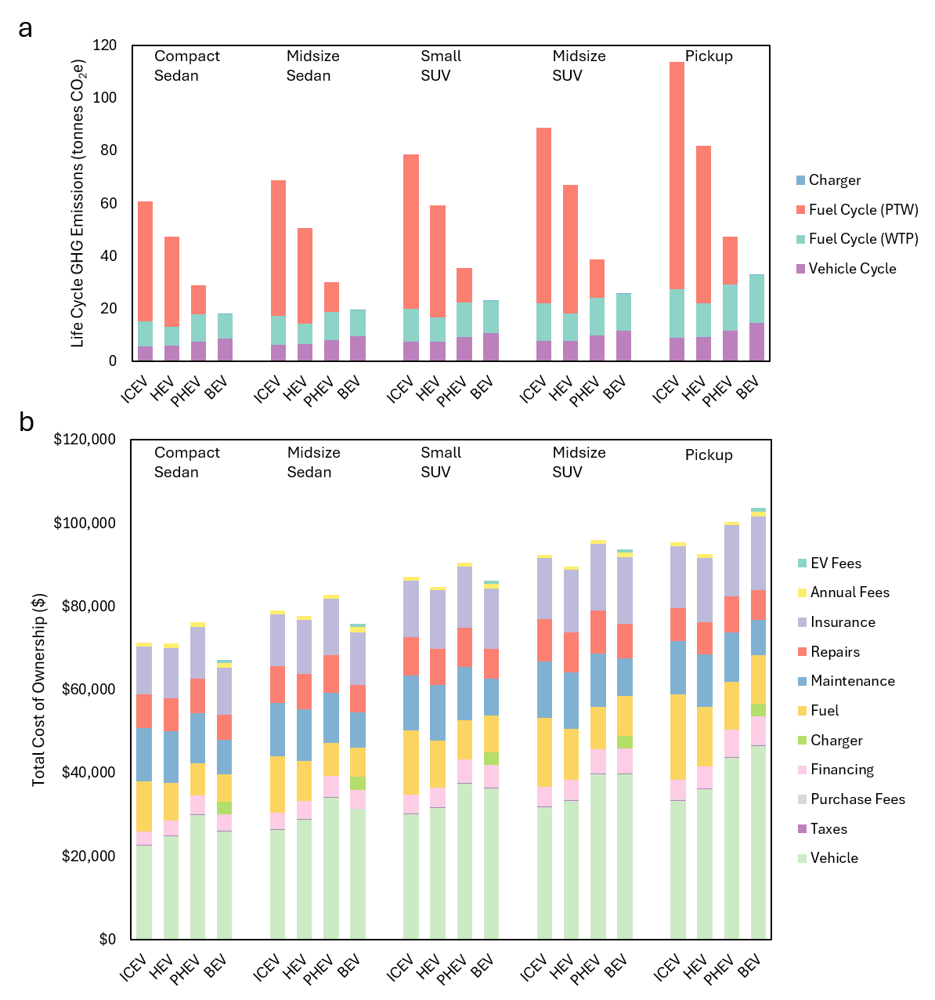 a
120
100
80
60
40
20
0
Life Cycle GHG Emissions (tonnes CO₂e)
Compact
Sedan
Midsize
Sedan
Small
SUV
Midsize
SUV
Pickup
ICEV
HEV
PHEV
BEV
ICEV
HEV
PHEV
BEV
ICEV
HEV
PHEV
BEV
ICEV
HEV
PHEV
BEV
ICEV
HEV
PHEV
BEV
Charger
Fuel Cycle (PTW)
Fuel Cycle (WTP)
Vehicle Cycle
b
$120,000
$100,000
$80,000
$60,000
$40,000
$20,000
$0
Total Cost of Ownership ($)
Compact
Sedan
Midsize
Sedan
Small
SUV
Midsize
SUV
Pickup
ICEV
HEV
PHEV
BEV
ICEV
HEV
PHEV
BEV
ICEV
HEV
PHEV
BEV
ICEV
HEV
PHEV
BEV
ICEV
HEV
PHEV
BEV
EV Fees
Annual Fees
Insurance
Repairs
Maintenance
Fuel
Charger
Financing
Purchase Fees
Taxes
Vehicle